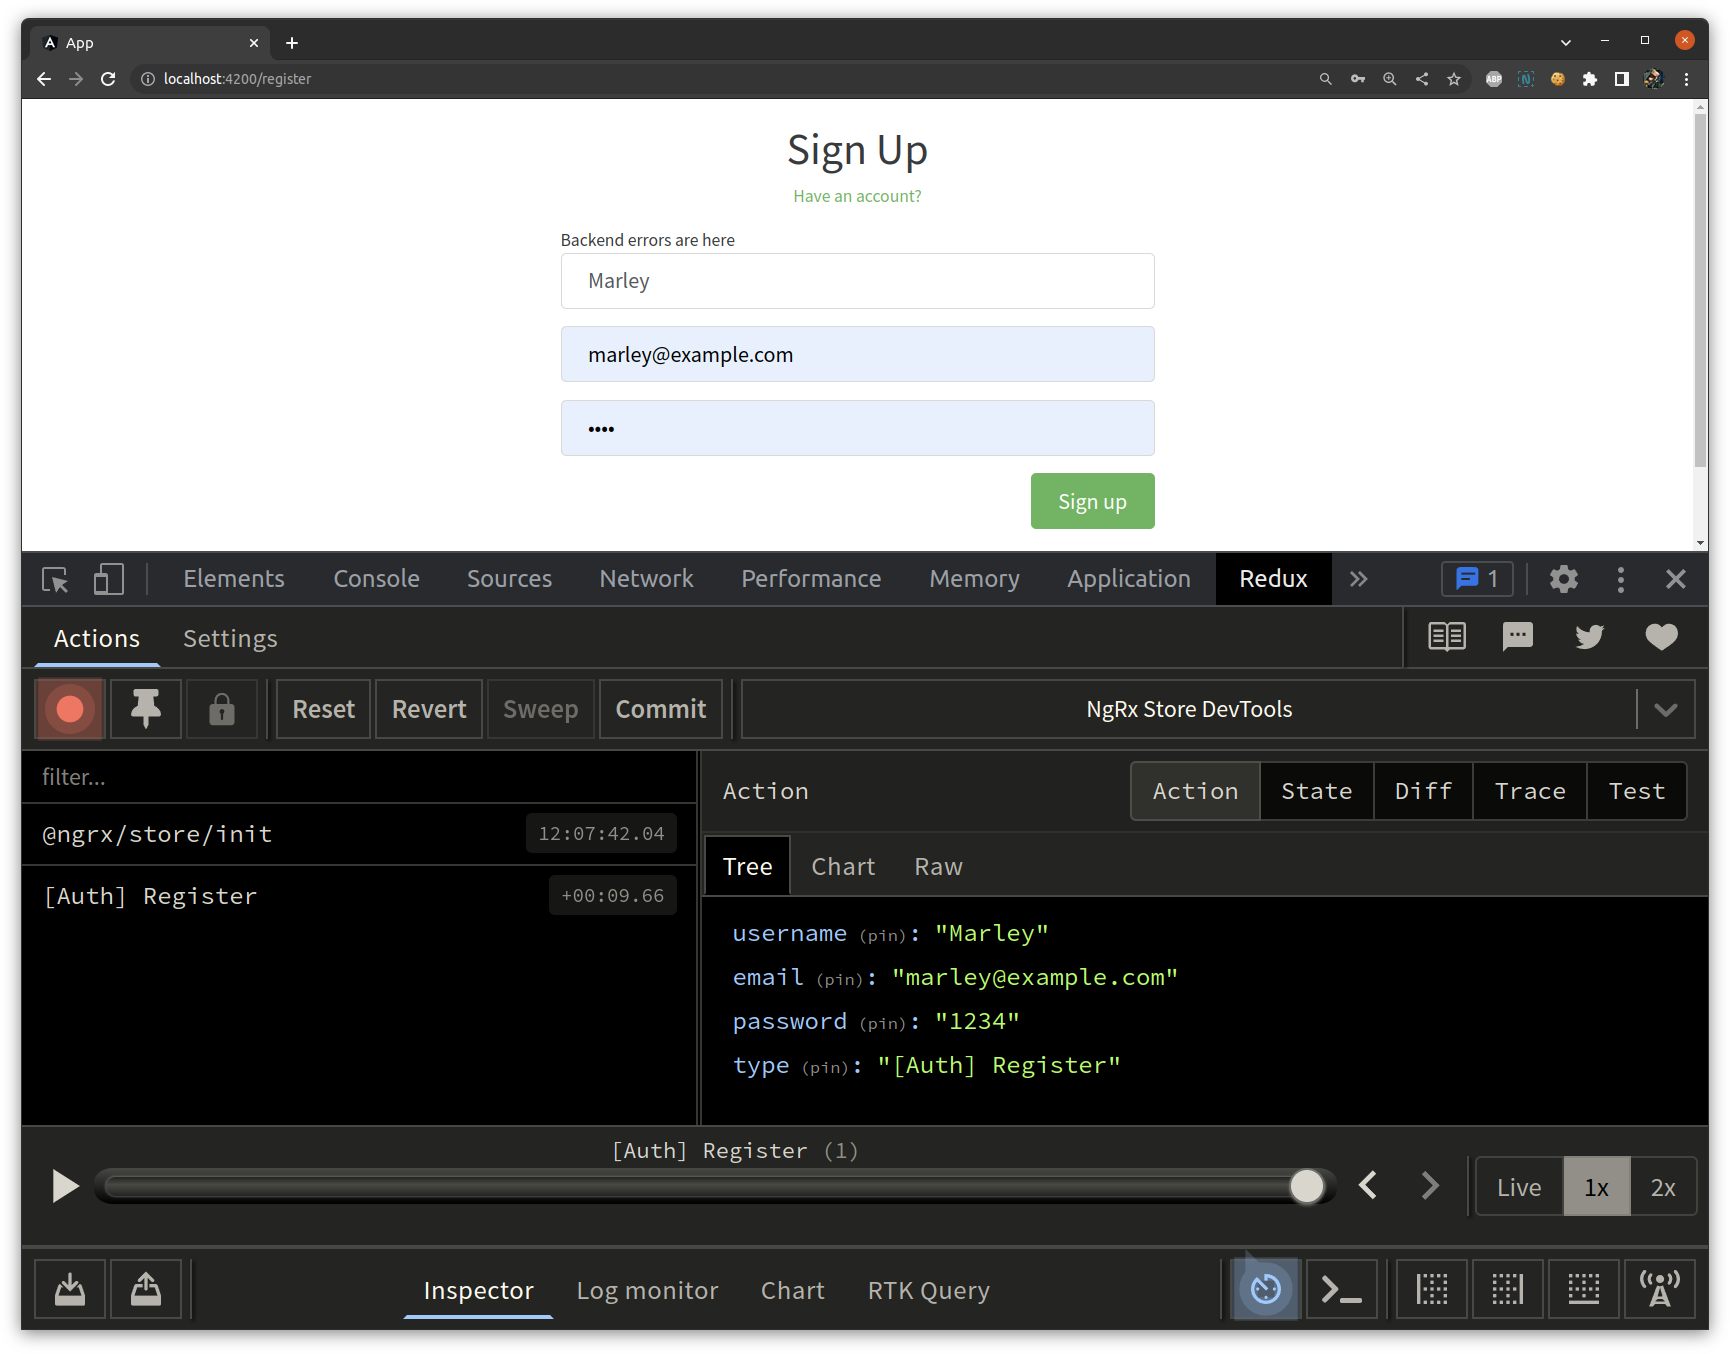 App
localhost:4200/register
ABP
N
Sign Up
Have an account?
Backend errors are here
Marley
marley@example.com
••••
Sign up
Elements Console Sources Network Performance Memory Application Redux 1
Actions Settings
Reset Revert Sweep Commit NgRx Store DevTools
filter...
@ngrx/store/init 12:07:42.04
[Auth] Register +00:09.66
Action Action State Diff Trace Test
Tree Chart Raw
username (pin): "Marley"
email (pin): "marley@example.com"
password (pin): "1234"
type (pin): "[Auth] Register"
[Auth] Register (1)
Live 1x 2x
Inspector Log monitor Chart RTK Query